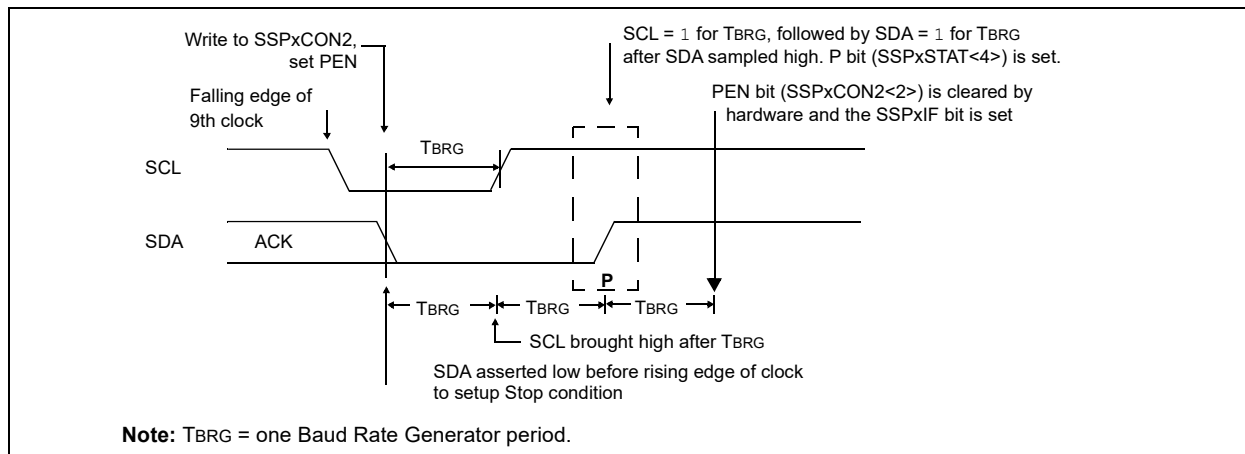 Write to SSPxCON2,
set PEN
SCL = 1 for TBRG, followed by SDA = 1 for TBRG
after SDA sampled high. P bit (SSPxSTAT<4>) is set.
Falling edge of
9th clock
PEN bit (SSPxCON2<2>) is cleared by
hardware and the SSPxIF bit is set
TBRG
SCL
SDA
ACK
P
TBRG
TBRG
TBRG
SCL brought high after TBRG
SDA asserted low before rising edge of clock
to setup Stop condition
Note: TBRG = one Baud Rate Generator period.